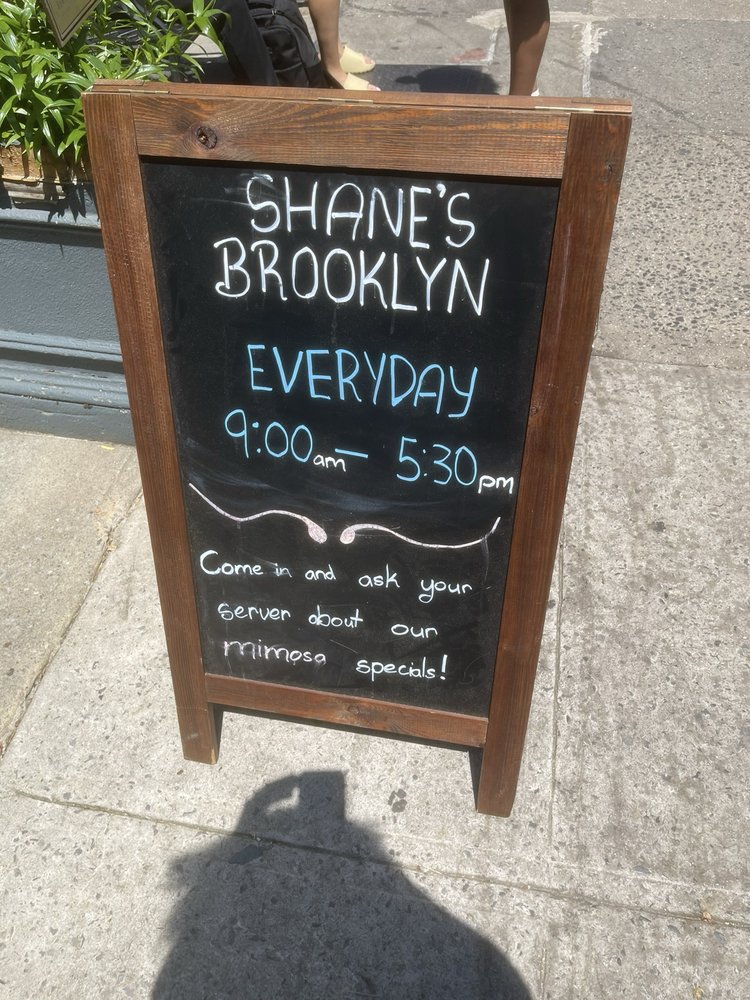 SHANE'S
BROOKLYN
EVERYDAY
9:00am — 5:30pm
Come in and ask your
server about our
mimosa specials!